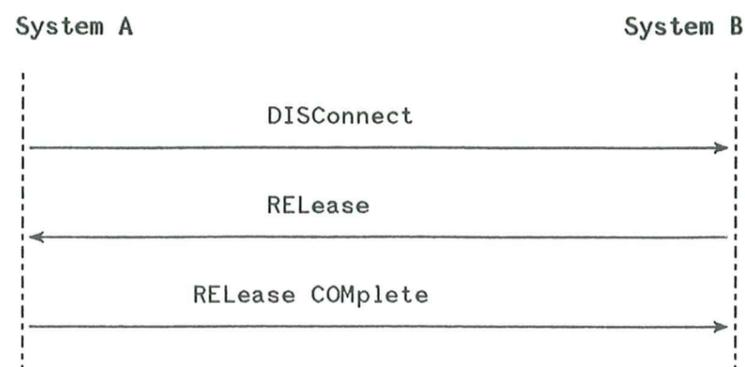 System A
System B
DISConnect
RELease
RELease COMplete